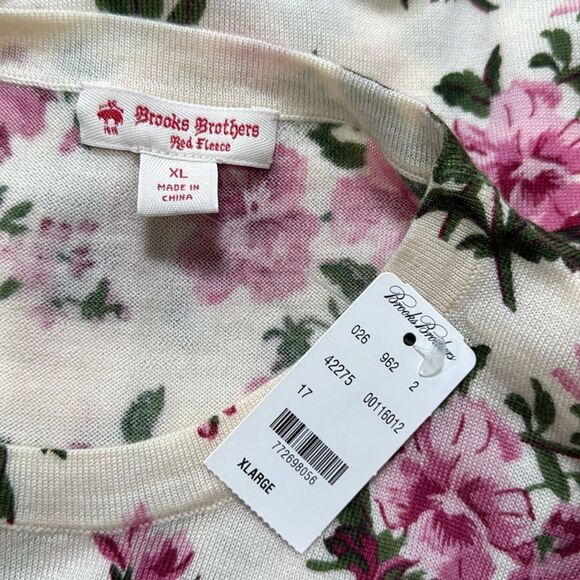 Brooks Brothers
Red Fleece
XL
MADE IN
CHINA
Brooks Brothers
026 962 2
42275 00116012
17
772698056
XLARGE